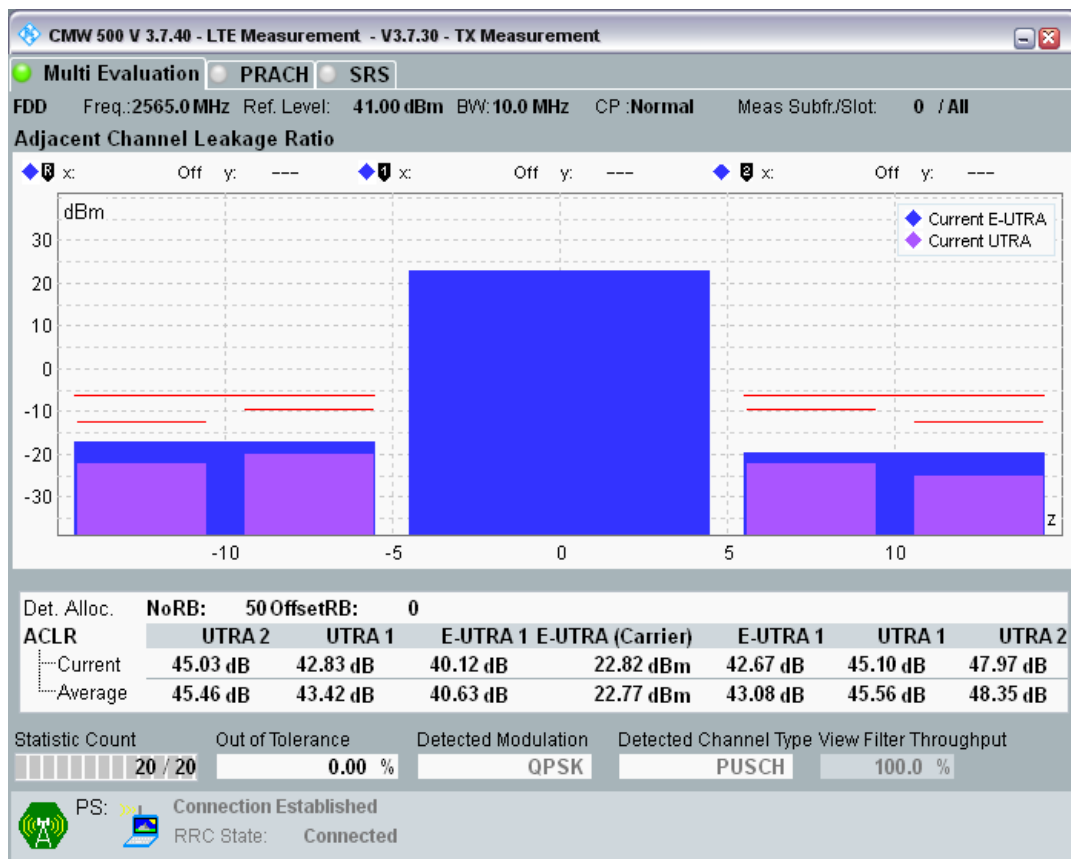 CMW 500 V 3.7.40 - LTE Measurement - V3.7.30 - TX Measurement
Multi Evaluation PRACH SRS
FDD Freq.:2565.0 MHz Ref. Level: 41.00 dBm BW:10.0 MHz CP :Normal Meas Subfr./Slot: 0 / All
Adjacent Channel Leakage Ratio
R x: Off y: --- 1 x: Off y: --- 2 x: Off y: ---
dBm
Current E-UTRA
Current UTRA
30
20
10
0
-10
-20
-30
z
-10 -5 0 5 10
Det. Alloc. NoRB: 50 OffsetRB: 0
ACLR UTRA 2 UTRA 1 E-UTRA 1 E-UTRA (Carrier) E-UTRA 1 UTRA 1 UTRA 2
Current 45.03 dB 42.83 dB 40.12 dB 22.82 dBm 42.67 dB 45.10 dB 47.97 dB
Average 45.46 dB 43.42 dB 40.63 dB 22.77 dBm 43.08 dB 45.56 dB 48.35 dB
Statistic Count Out of Tolerance Detected Modulation Detected Channel Type View Filter Throughput
20 / 20 0.00 % QPSK PUSCH 100.0 %
PS: Connection Established
RRC State: Connected